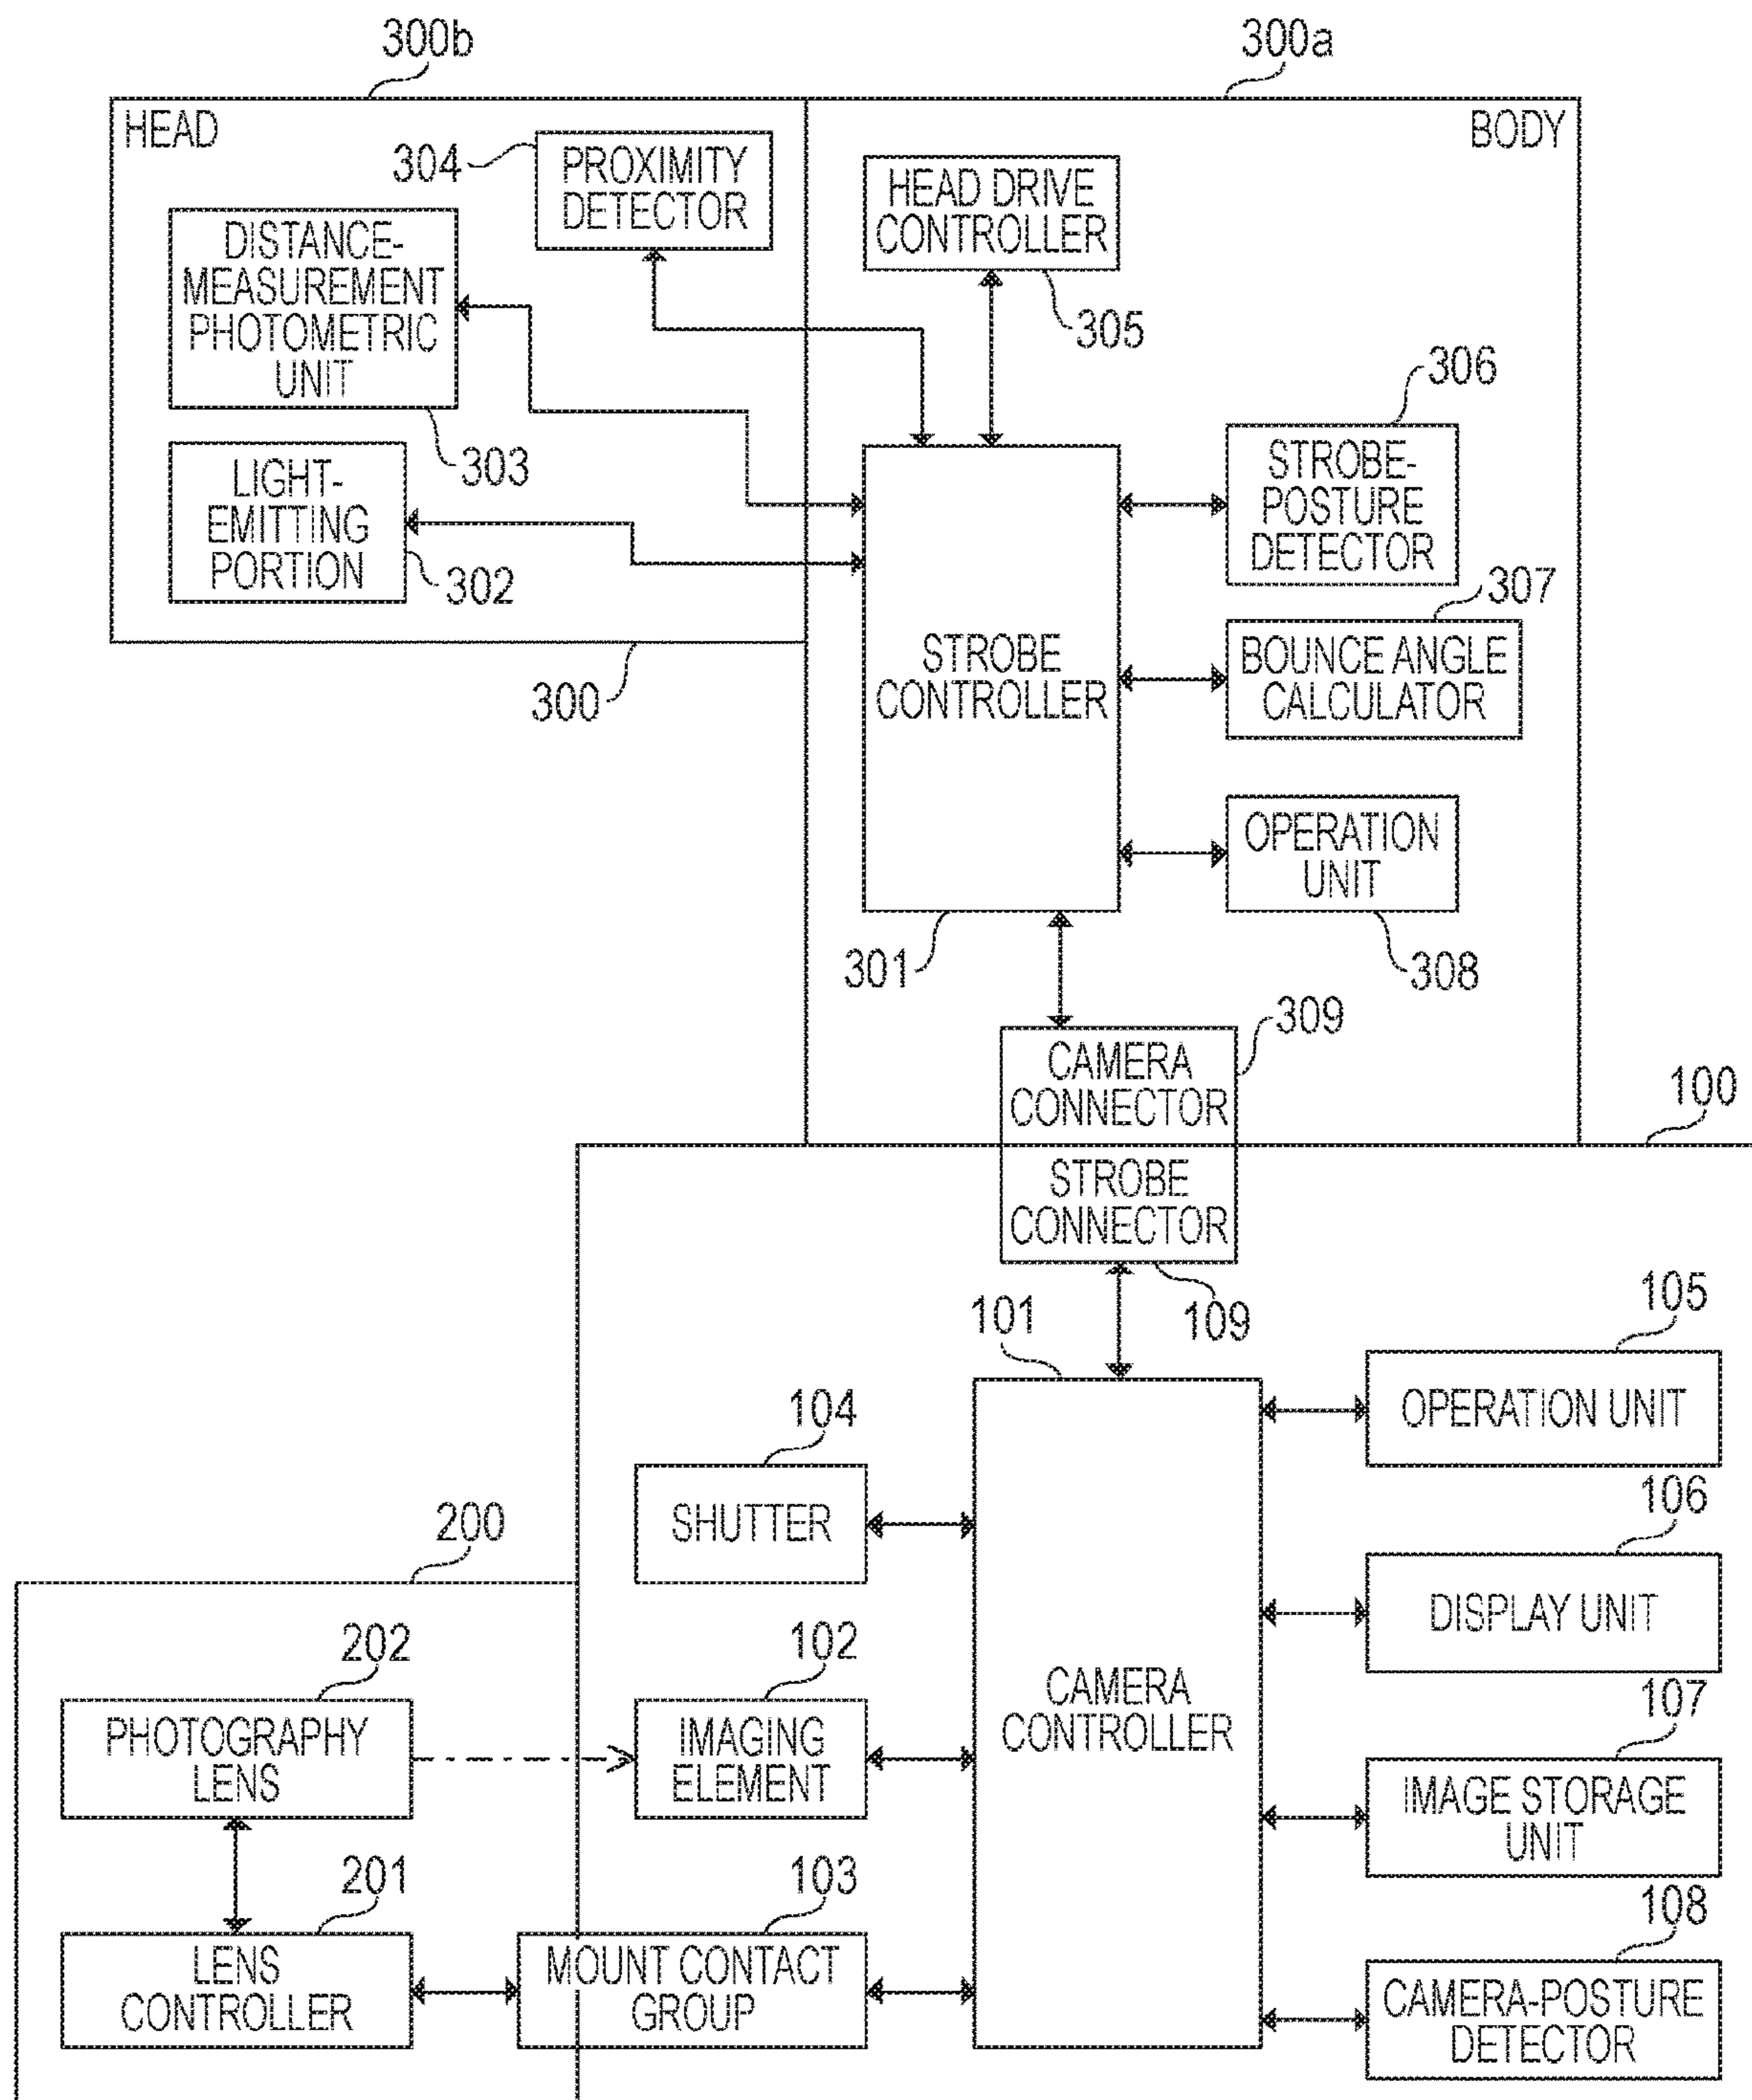 300b
300a
HEAD
BODY
304
PROXIMITY
DETECTOR
HEAD DRIVE
CONTROLLER
305
DISTANCE-
MEASUREMENT
PHOTOMETRIC
UNIT
303
306
STROBE-
POSTURE
DETECTOR
LIGHT-
EMITTING
PORTION
302
307
BOUNCE ANGLE
CALCULATOR
STROBE
CONTROLLER
300
OPERATION
UNIT
301
308
309
CAMERA
CONNECTOR
100
STROBE
CONNECTOR
109
101
105
OPERATION UNIT
104
SHUTTER
106
DISPLAY UNIT
200
202
PHOTOGRAPHY
LENS
102
IMAGING
ELEMENT
CAMERA
CONTROLLER
107
IMAGE STORAGE
UNIT
201
LENS
CONTROLLER
103
MOUNT CONTACT
GROUP
108
CAMERA-POSTURE
DETECTOR